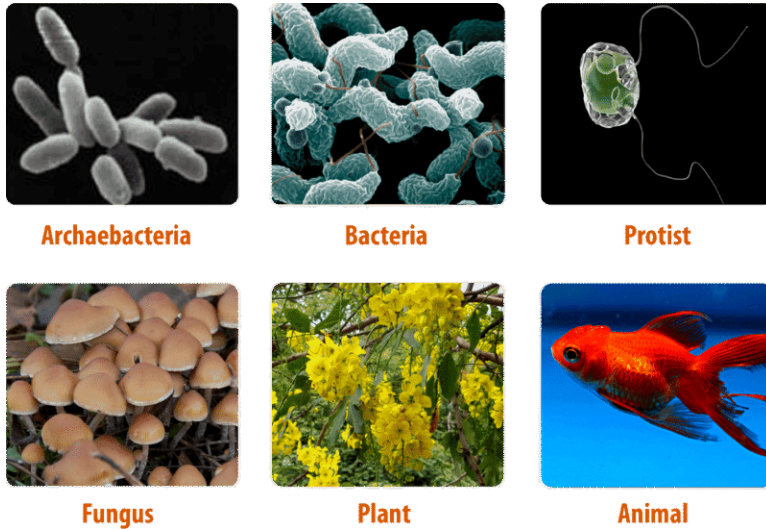 Archaebacteria
Bacteria
Protist
Fungus
Plant
Animal